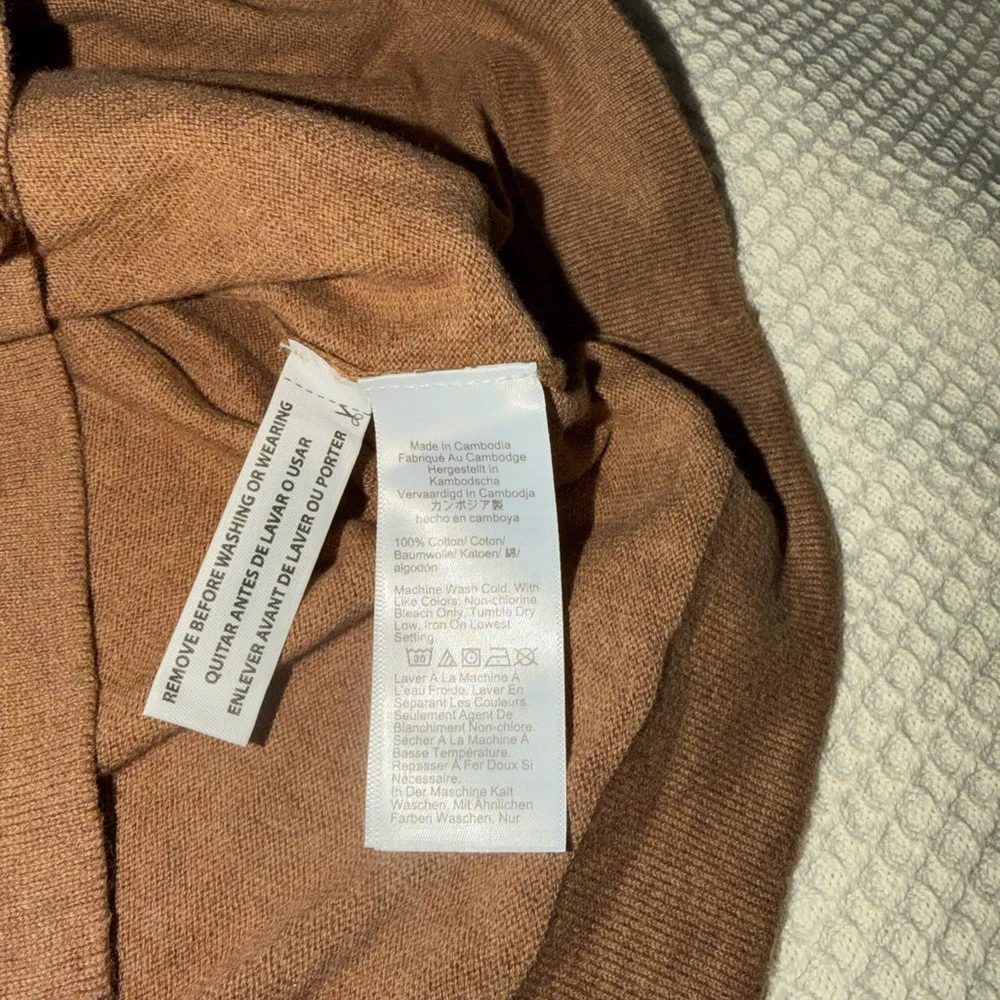 REMOVE BEFORE WASHING OR WEARING
QUITAR ANTES DE LAVAR O USAR
ENLEVER AVANT DE LAVER OU PORTER
Made In Cambodia
Fabriqué Au Cambodge
Hergestellt in
Kambodscha
Vervaardigd In Cambodja
カンボジア製
hecho en camboya
100% Cotton/ Coton/
Baumwolle/ Katoen/ 綿/
algodón
Machine Wash Cold. With
Like Colors. Non-chlorine
Bleach Only. Tumble Dry
Low. Iron On Lowest
Setting.
30
Laver À La Machine À
L'eau Froide. Laver En
Séparant Les Couleurs.
Seulement Agent De
Blanchiment Non-chlore.
Sécher À La Machine À
Basse Température.
Repasser À Fer Doux Si
Nécessaire.
In Der Maschine Kalt
Waschen. Mit Ähnlichen
Farben Waschen. Nur